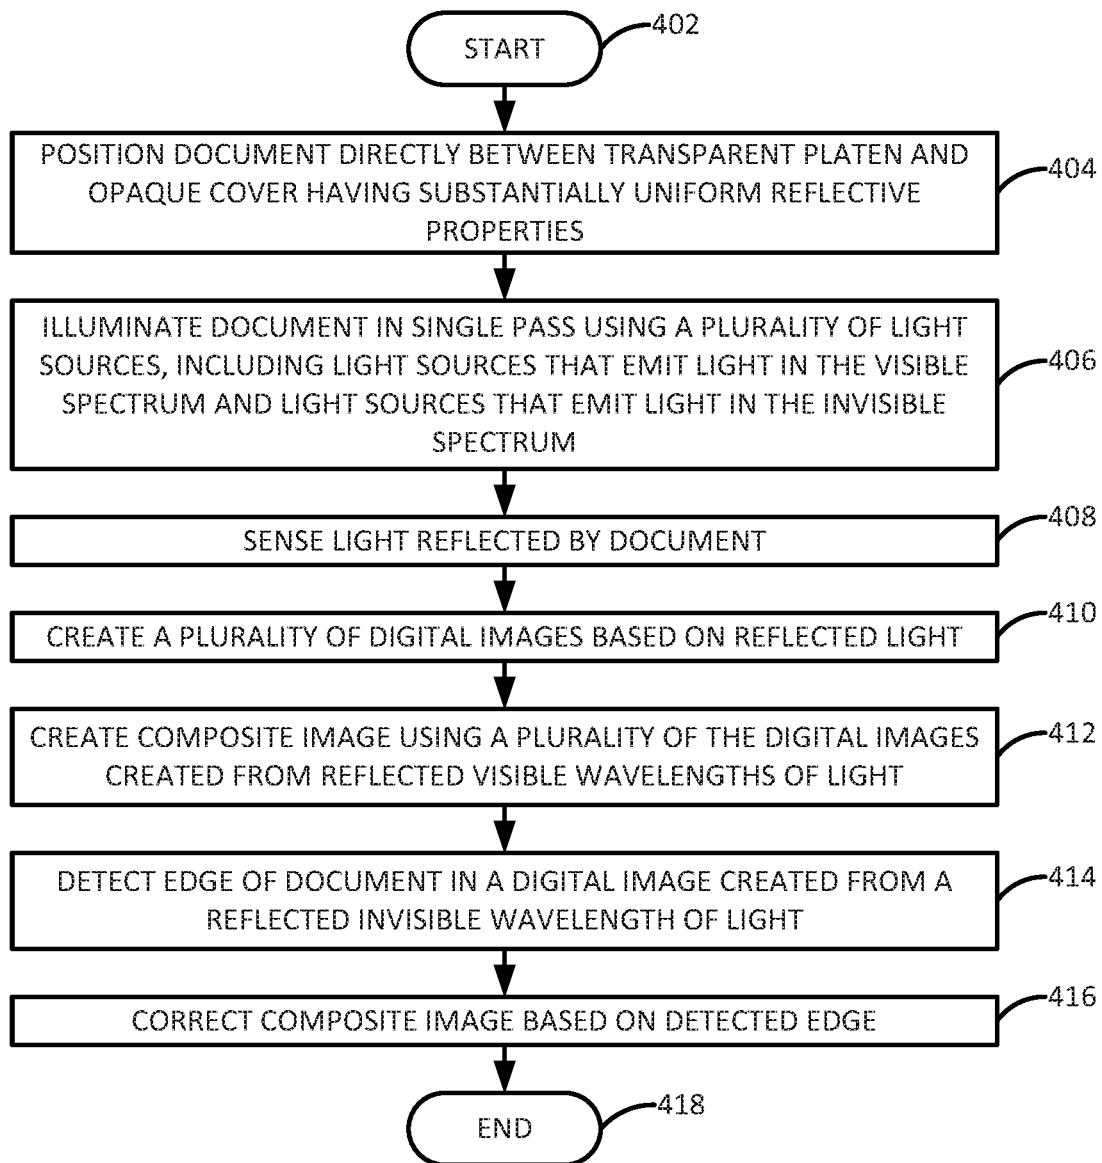 START
402
POSITION DOCUMENT DIRECTLY BETWEEN TRANSPARENT PLATEN AND
OPAQUE COVER HAVING SUBSTANTIALLY UNIFORM REFLECTIVE
PROPERTIES
404
ILLUMINATE DOCUMENT IN SINGLE PASS USING A PLURALITY OF LIGHT
SOURCES, INCLUDING LIGHT SOURCES THAT EMIT LIGHT IN THE VISIBLE
SPECTRUM AND LIGHT SOURCES THAT EMIT LIGHT IN THE INVISIBLE
SPECTRUM
406
SENSE LIGHT REFLECTED BY DOCUMENT
408
CREATE A PLURALITY OF DIGITAL IMAGES BASED ON REFLECTED LIGHT
410
CREATE COMPOSITE IMAGE USING A PLURALITY OF THE DIGITAL IMAGES
CREATED FROM REFLECTED VISIBLE WAVELENGTHS OF LIGHT
412
DETECT EDGE OF DOCUMENT IN A DIGITAL IMAGE CREATED FROM A
REFLECTED INVISIBLE WAVELENGTH OF LIGHT
414
CORRECT COMPOSITE IMAGE BASED ON DETECTED EDGE
416
END
418